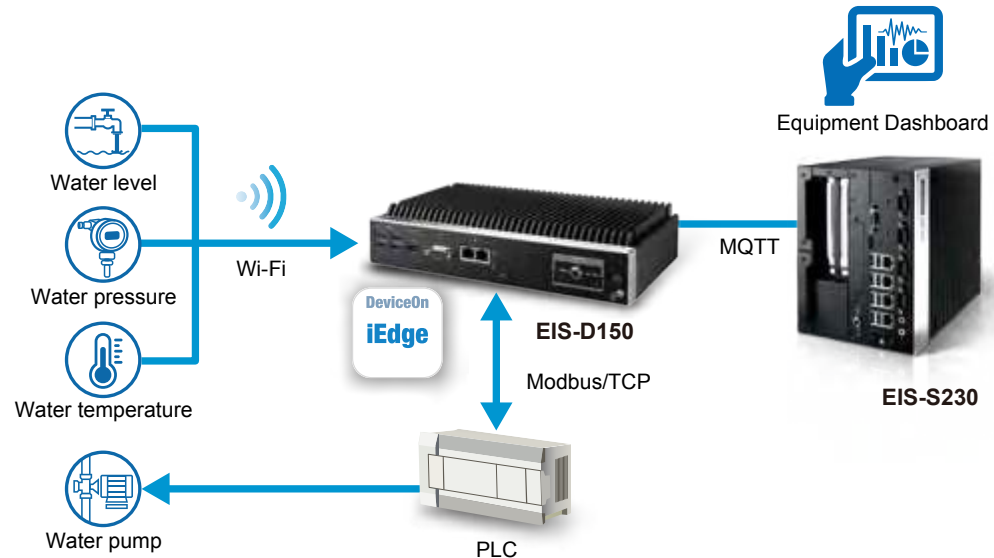 Equipment Dashboard
Water level
Wi-Fi
MQTT
Water pressure
DeviceOn
iEdge
EIS-D150
Modbus/TCP
EIS-S230
Water temperature
Water pump
PLC